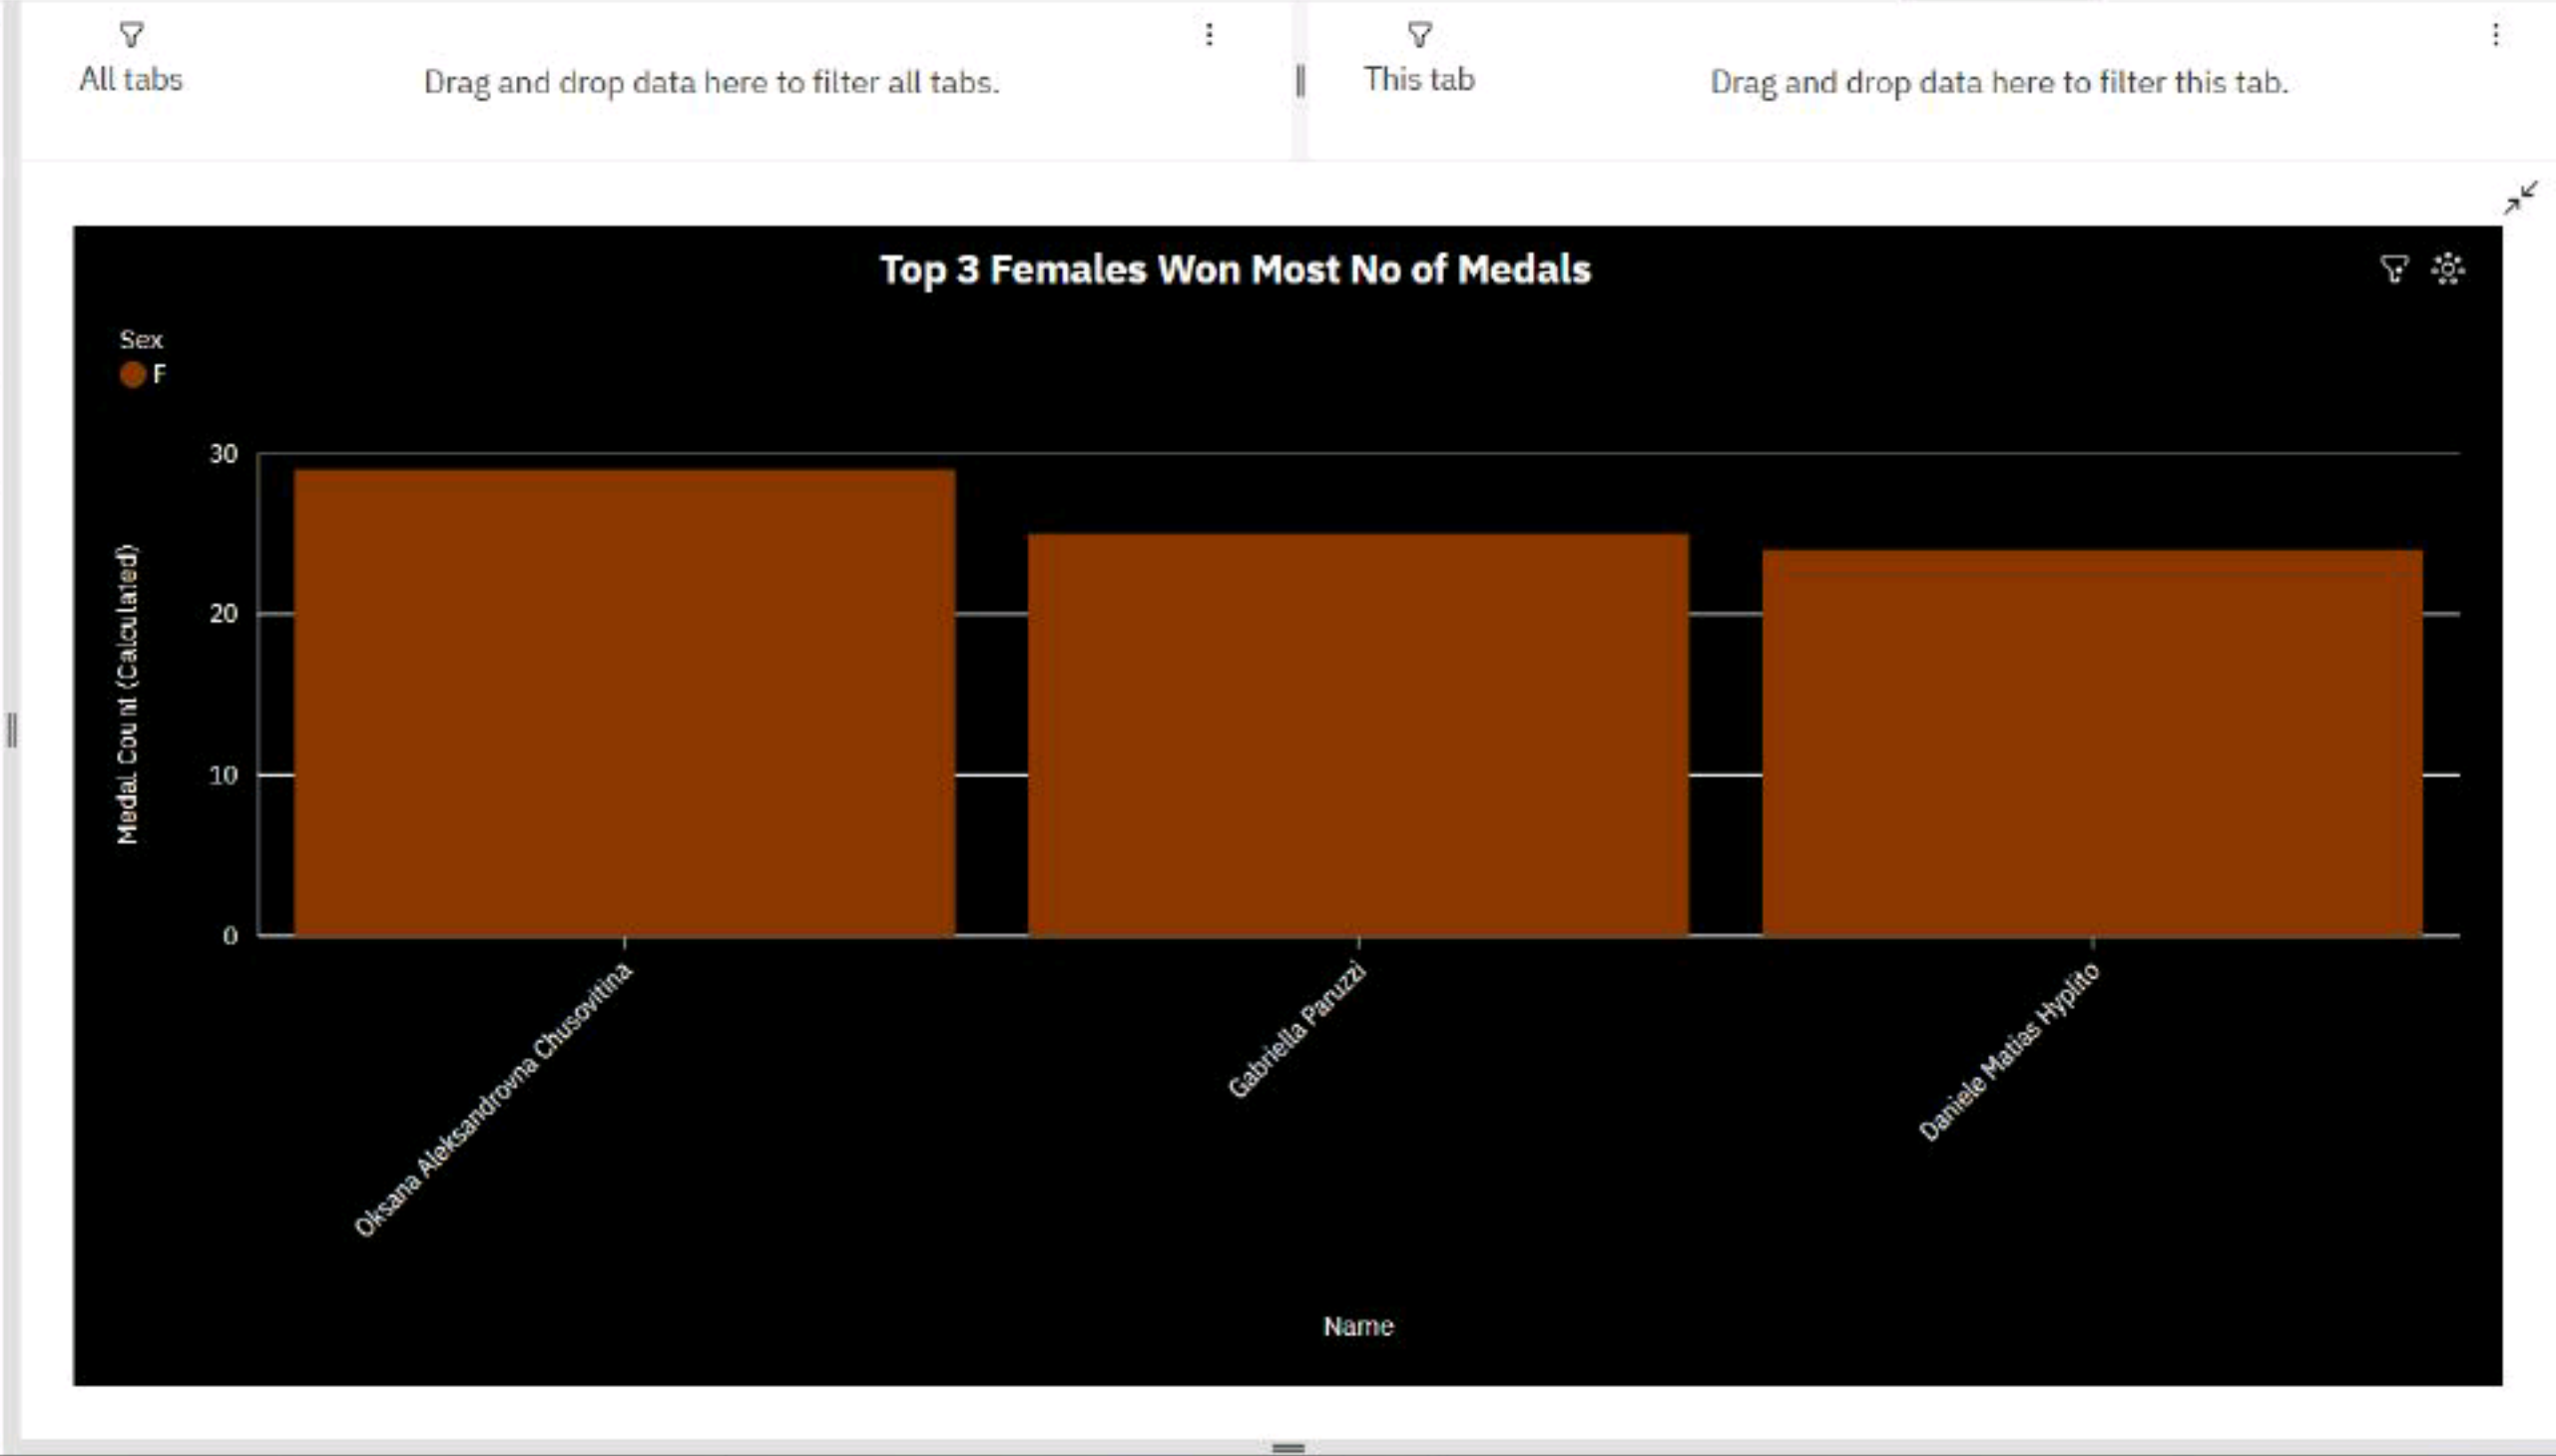 All tabs
Drag and drop data here to filter all tabs.
This tab
Drag and drop data here to filter this tab.
Top 3 Females Won Most No of Medals
Sex
F
30
20
10
0
Medal Count (Calculated)
Oksana Aleksandrovna Chusovitina
Gabriella Paruzzi
Daniele Matias Hyplito
Name